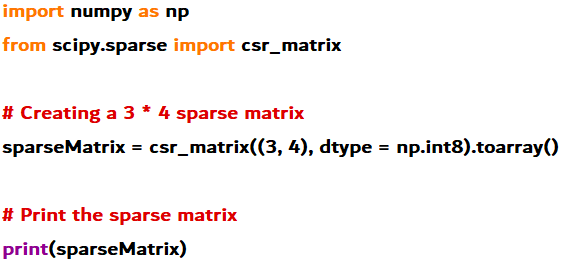 import numpy as np
from scipy.sparse import csr_matrix
# Creating a 3 * 4 sparse matrix
sparseMatrix = csr_matrix((3, 4), dtype = np.int8).toarray()
# Print the sparse matrix
print(sparseMatrix)